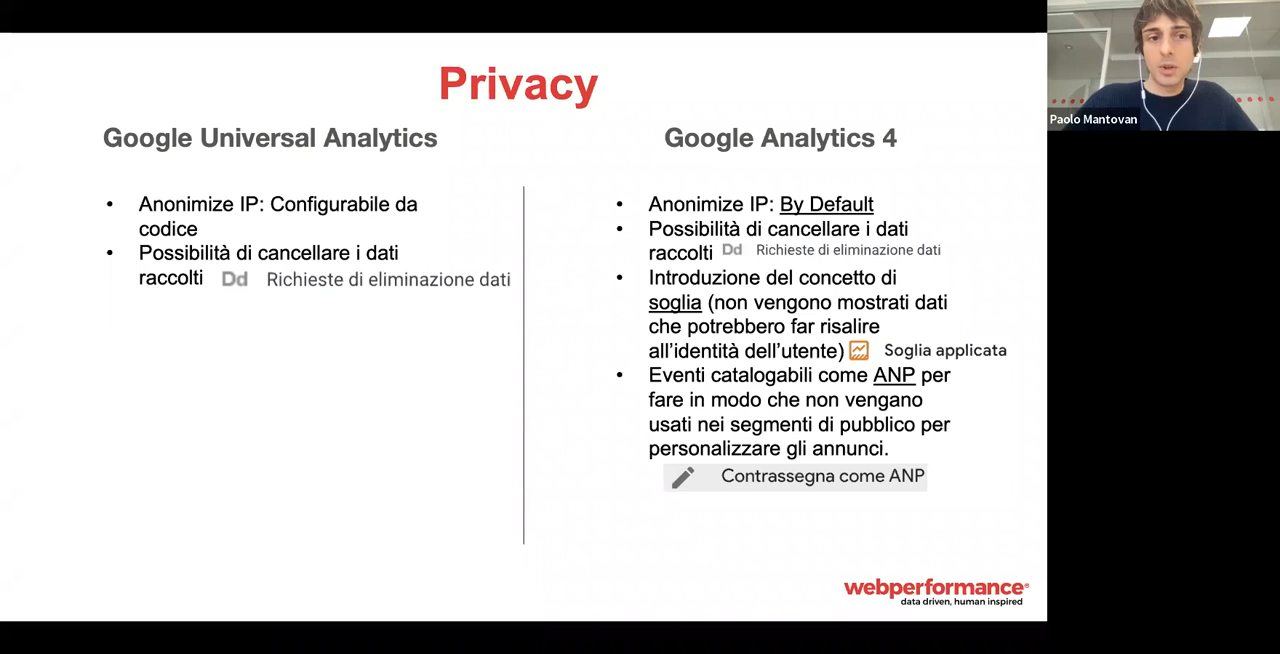 Privacy
Google Universal Analytics
• Anonimize IP: Configurabile da
codice
• Possibilità di cancellare i dati
raccolti Dd Richieste di eliminazione dati
Google Analytics 4
• Anonimize IP: By Default
• Possibilità di cancellare i dati
raccolti Dd Richieste di eliminazione dati
• Introduzione del concetto di
soglia (non vengono mostrati dati
che potrebbero far risalire
all’identità dell’utente) Soglia applicata
• Eventi catalogabili come ANP per
fare in modo che non vengano
usati nei segmenti di pubblico per
personalizzare gli annunci.
Contrassegna come ANP
webperformance®
data driven, human inspired
Paolo Mantovan